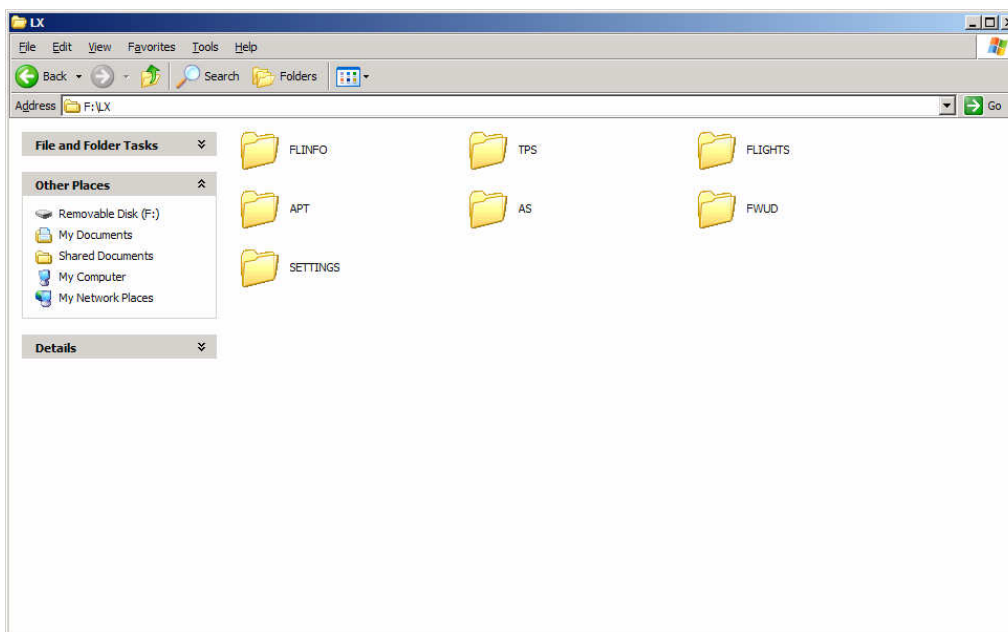 LX
File Edit View Favorites Tools Help
Back Search Folders
Address F:\LX Go
File and Folder Tasks
Other Places
Removable Disk (F:)
My Documents
Shared Documents
My Computer
My Network Places
Details
FLINFO TPS FLIGHTS
APT AS FWUD
SETTINGS